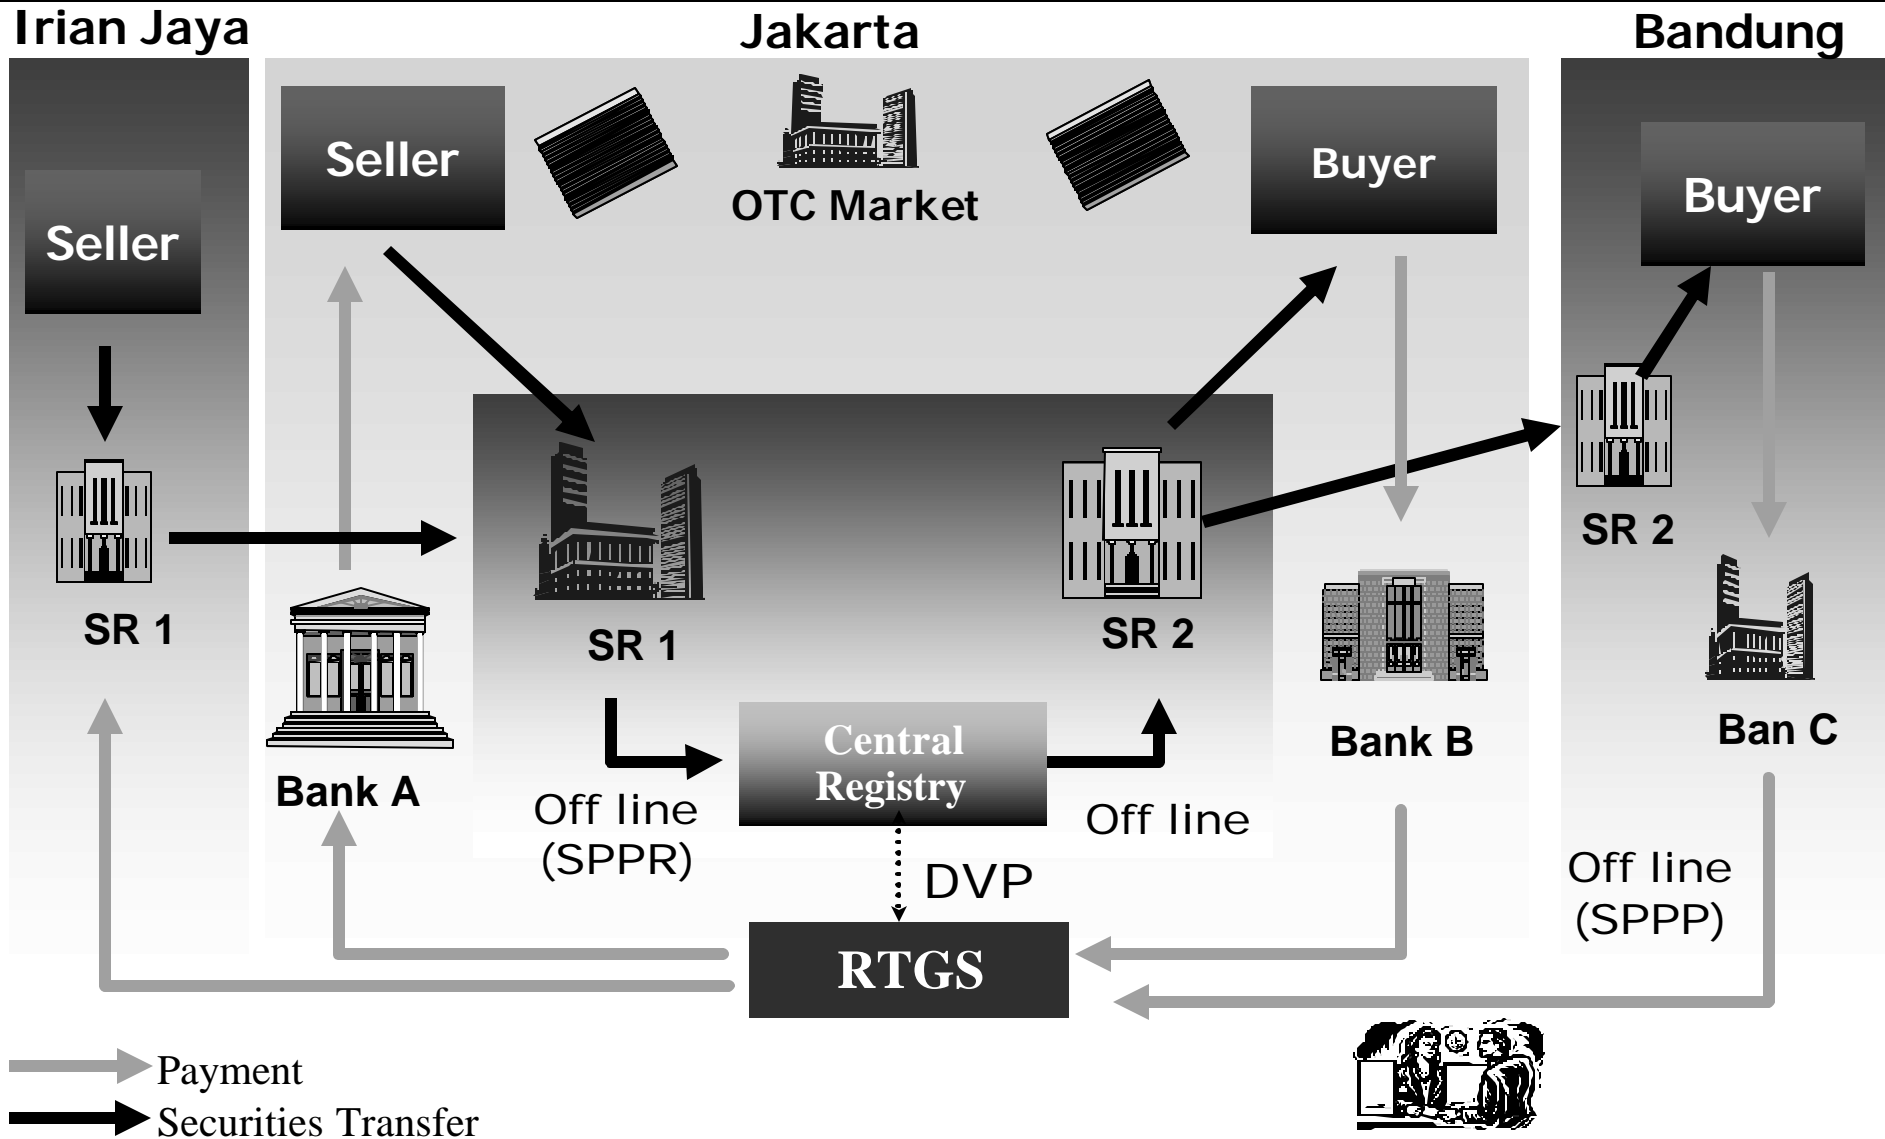 Irian Jaya
Jakarta
Bandung
Seller
Seller
OTC Market
Buyer
Buyer
SR 1
SR 1
SR 2
SR 2
Bank A
Bank B
Ban C
Central
Registry
Off line
(SPPR)
Off line
DVP
Off line
(SPPP)
RTGS
Payment
Securities Transfer